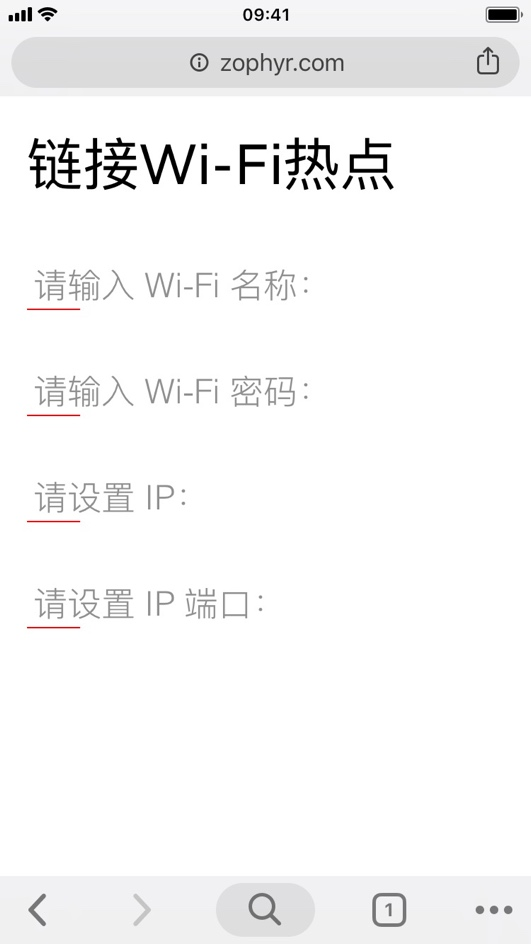 09:41
zophyr.com
链接Wi-Fi热点
请输入 Wi-Fi 名称：
请输入 Wi-Fi 密码：
请设置 IP：
请设置 IP 端口：
1